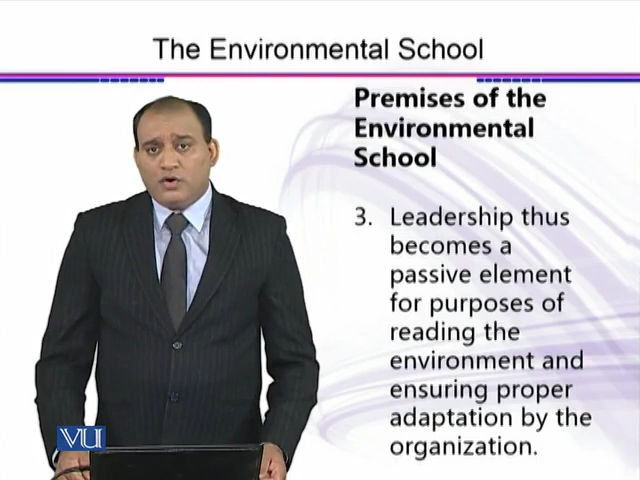 The Environmental School
Premises of the
Environmental
School
3. Leadership thus
becomes a
passive element
for purposes of
reading the
environment and
ensuring proper
adaptation by the
organization.
VU